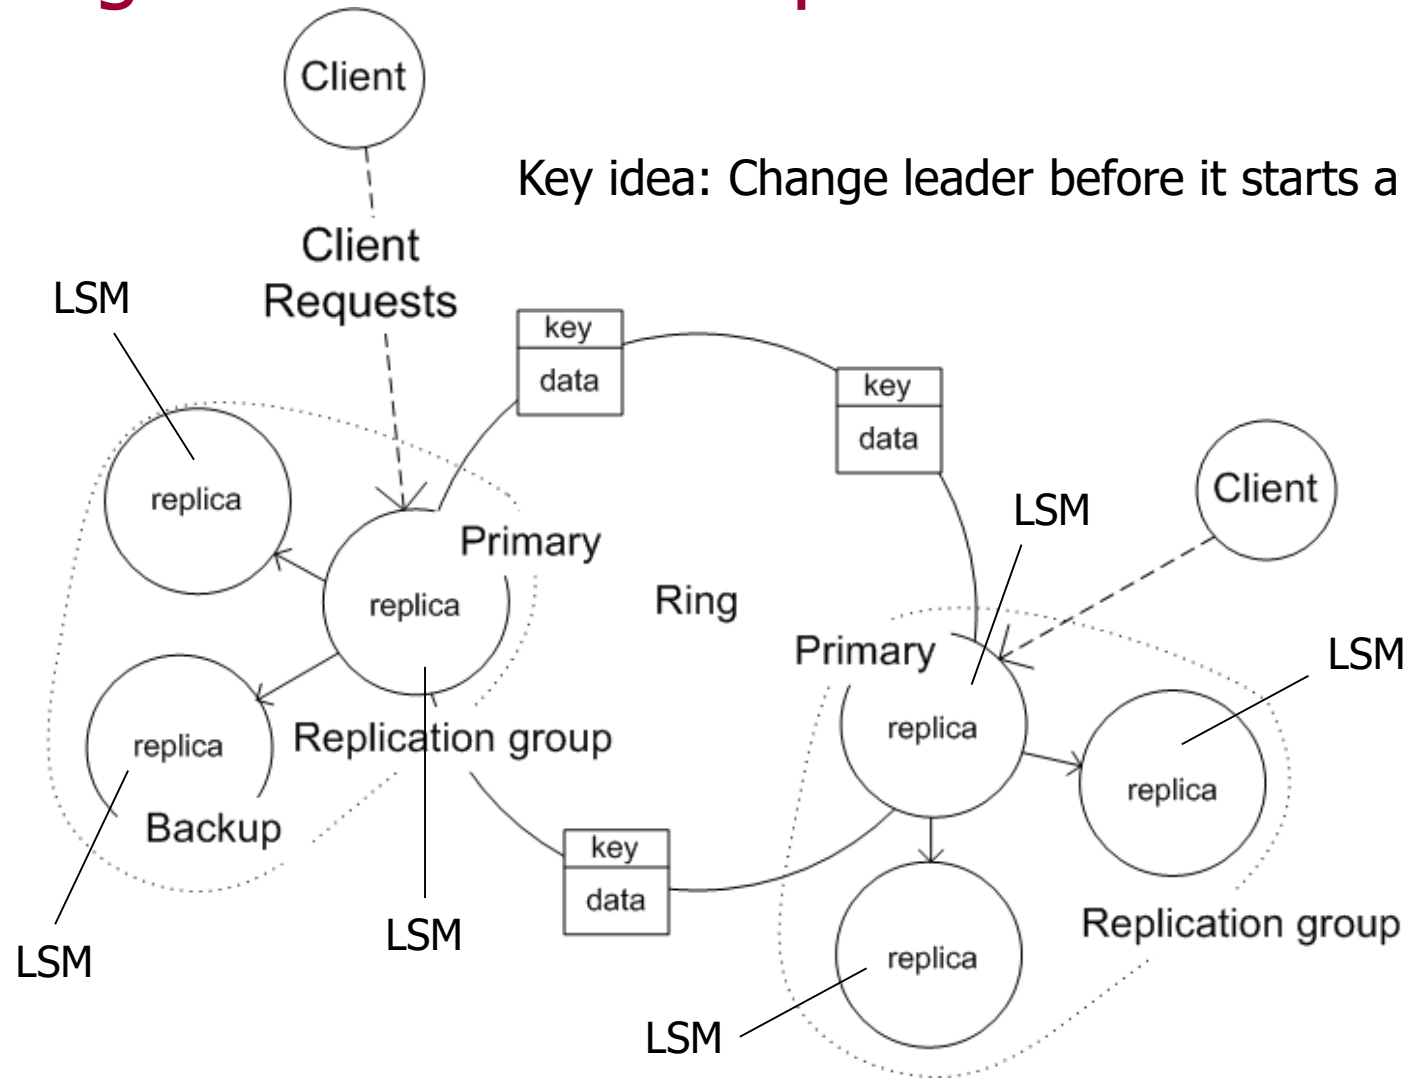 Client
Key idea: Change leader before it starts a
Client
Requests
LSM
key
data
key
data
replica
Client
LSM
Primary
replica
Ring
Primary
LSM
replica
replica
Replication group
replica
Backup
key
data
replica
LSM
LSM
Replication group
replica
LSM